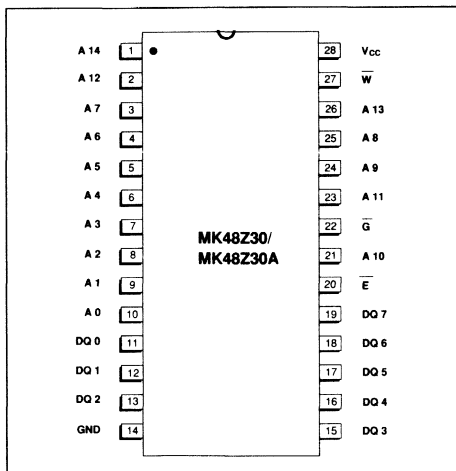 A 14 1 28 VCC
A 12 2 27 W̅
A 7 3 26 A 13
A 6 4 25 A 8
A 5 5 24 A 9
A 4 6 23 A 11
A 3 7 22 G̅
MK48Z30/
MK48Z30A
A 2 8 21 A 10
A 1 9 20 E̅
A 0 10 19 DQ 7
DQ 0 11 18 DQ 6
DQ 1 12 17 DQ 5
DQ 2 13 16 DQ 4
GND 14 15 DQ 3